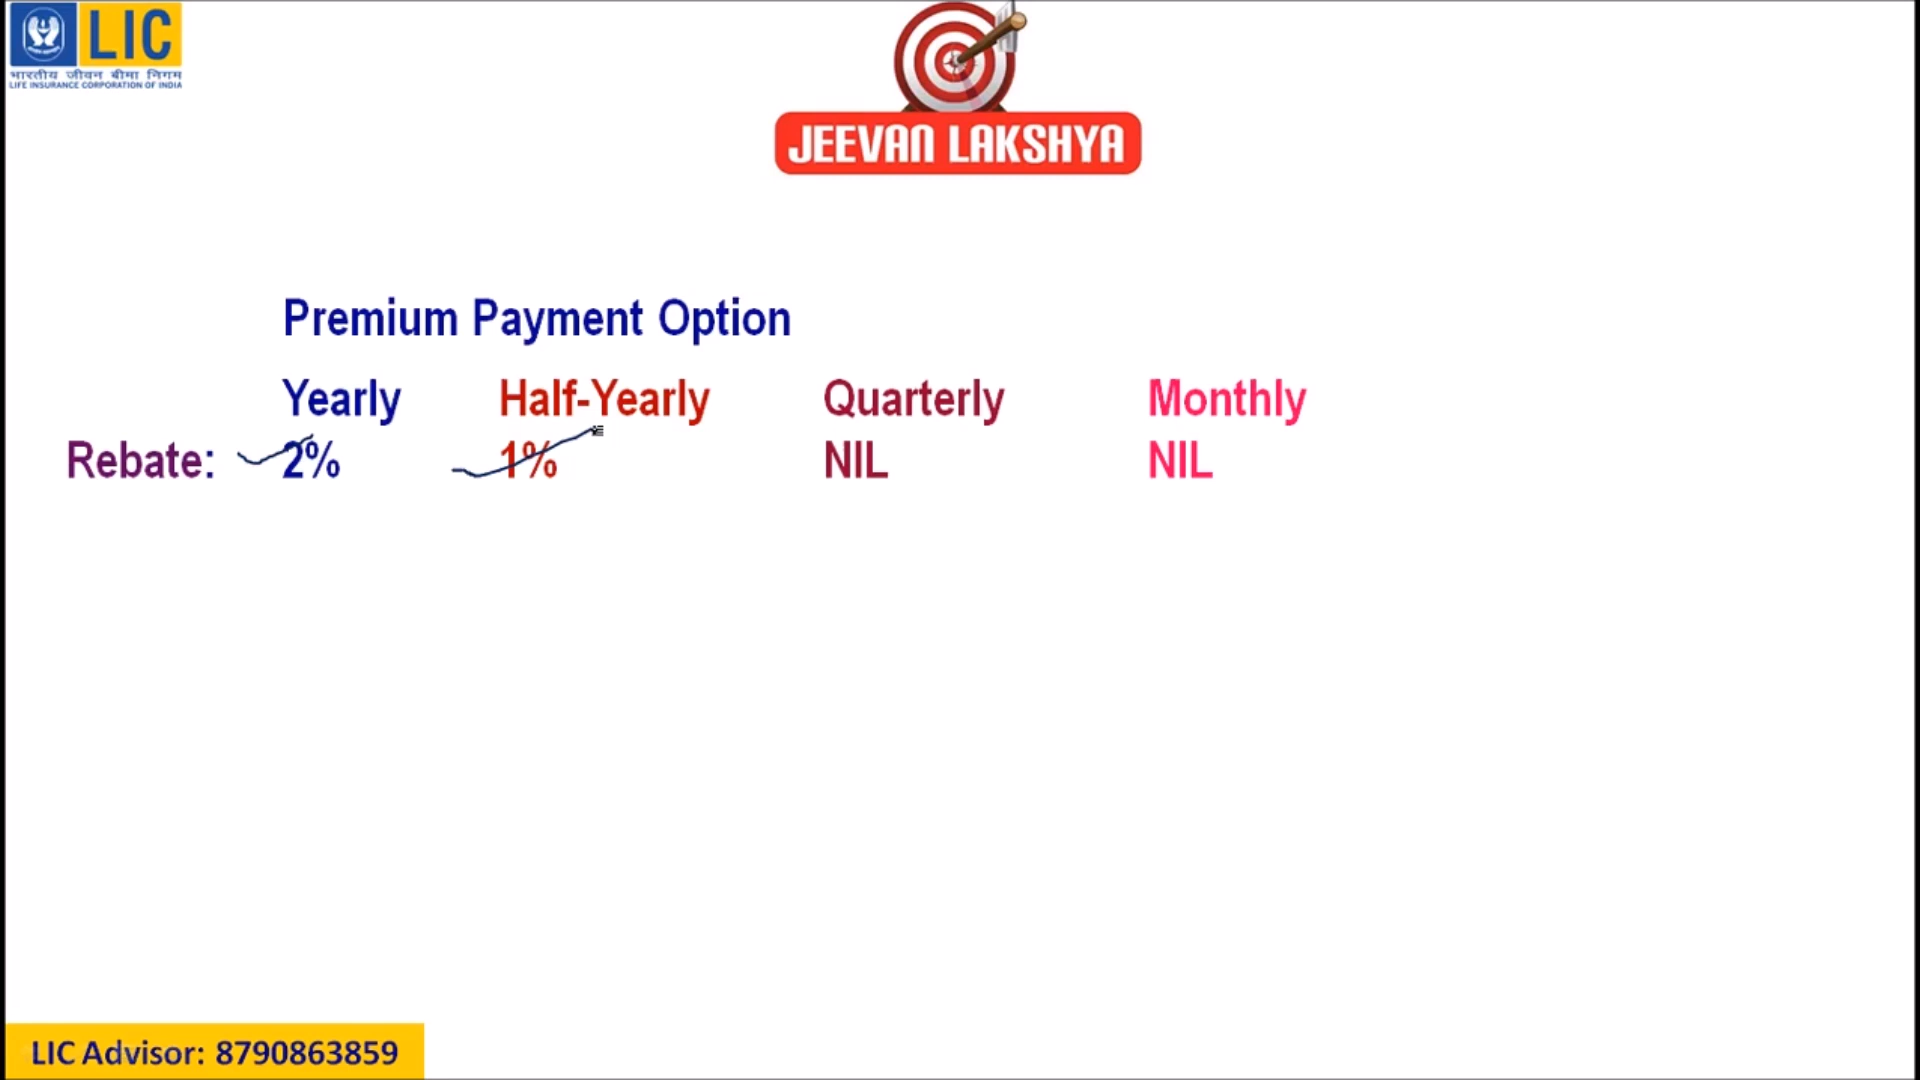 LIC
भारतीय जीवन बीमा निगम
LIFE INSURANCE CORPORATION OF INDIA
JEEVAN LAKSHYA
Premium Payment Option
Yearly Half-Yearly Quarterly Monthly
Rebate: 2% 1% NIL NIL
LIC Advisor: 8790863859